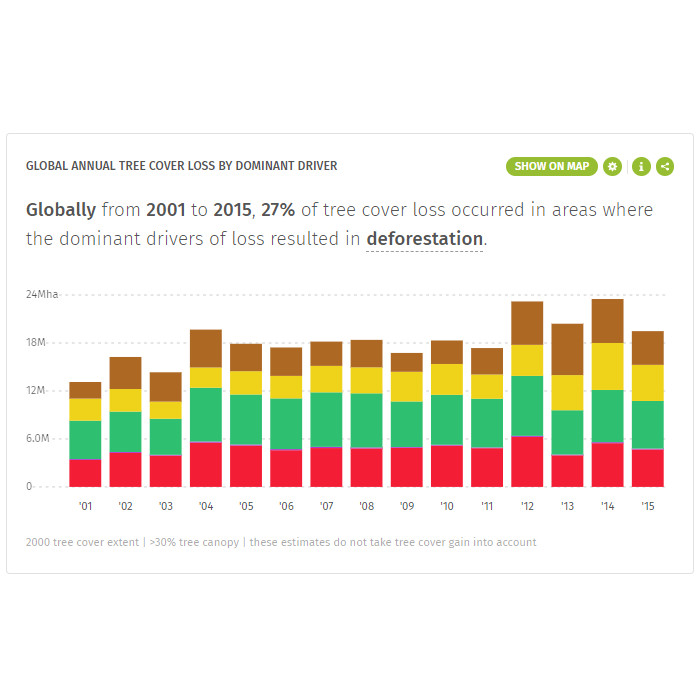 GLOBAL ANNUAL TREE COVER LOSS BY DOMINANT DRIVER
SHOW ON MAP
Globally from 2001 to 2015, 27% of tree cover loss occurred in areas where
the dominant drivers of loss resulted in deforestation.
24Mha
18M
12M
6.0M
0
'01 '02 '03 '04 '05 '06 '07 '08 '09 '10 '11 '12 '13 '14 '15
2000 tree cover extent | >30% tree canopy | these estimates do not take tree cover gain into account